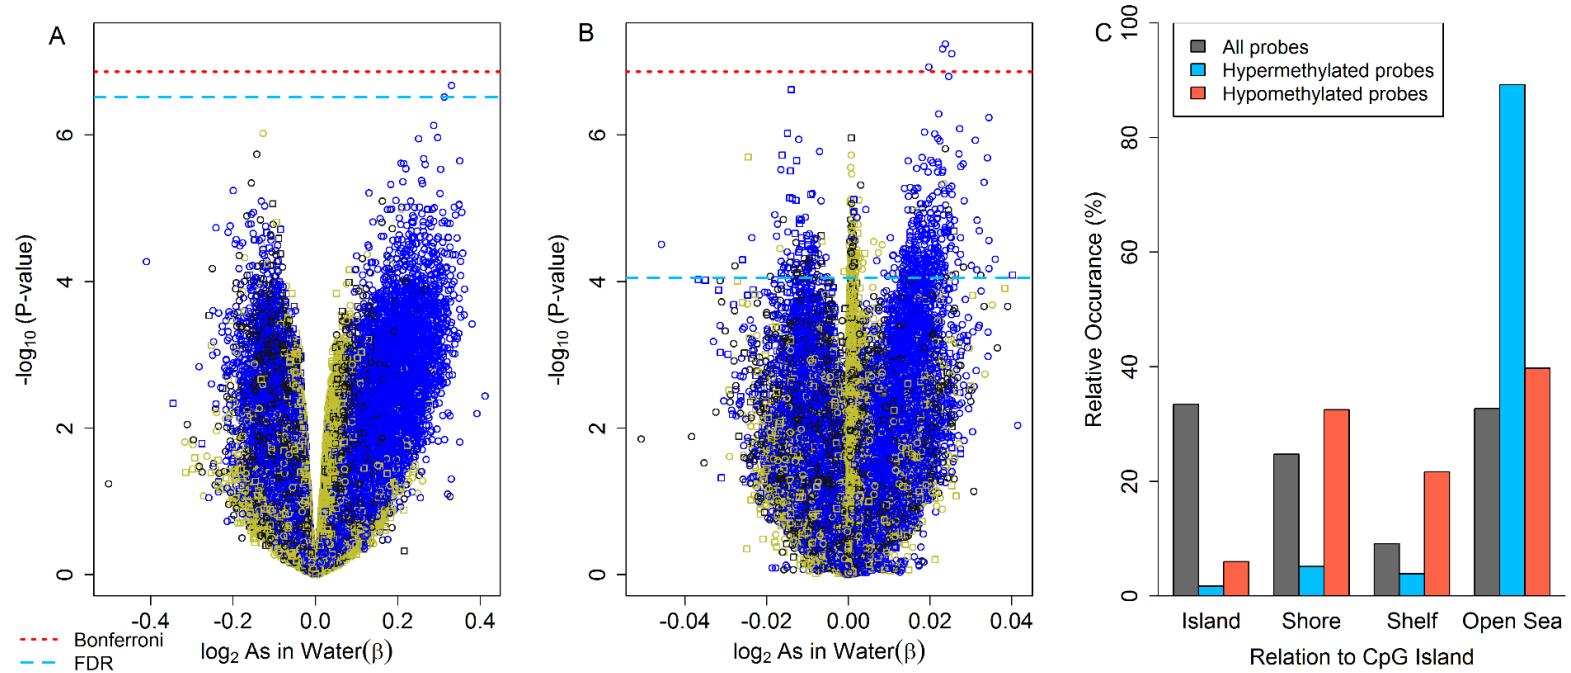 A
-log10 (P-value)
6
4
2
0
-0.4
-0.2
0.0
0.2
0.4
log2 As in Water(β)
Bonferroni
FDR
B
-log10 (P-value)
6
4
2
0
-0.04
-0.02
0.00
0.02
0.04
log2 As in Water(β)
C
All probes
Hypermethylated probes
Hypomethylated probes
Relative Occurance (%)
100
80
60
40
20
0
Island
Shore
Shelf
Open Sea
Relation to CpG Island